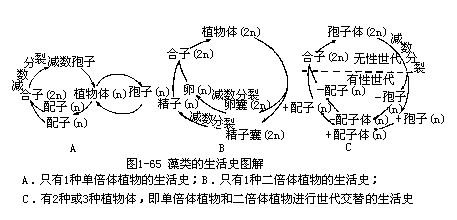 植物体(2n)
合子(2n)
卵(n)
减数分裂
卵囊(2n)
精子(n)
减数分裂
精子囊(2n)
B
减数分裂
减数孢子
合子(2n)
植物体(n)
孢子(n)
配子(n)
配子(n)
A
孢子体(2n)
减数分裂
合子(2n)
无性世代
有性世代
-孢子(n)
+孢子(n)
-配子(n)
+配子(n)
-配子体(n)
+配子体(n)
C
图1-65 藻类的生活史图解
A.只有1种单倍体植物的生活史;B.只有1种二倍体植物的生活史;
C.有2种或3种植物体,即单倍体植物和二倍体植物进行世代交替的生活史